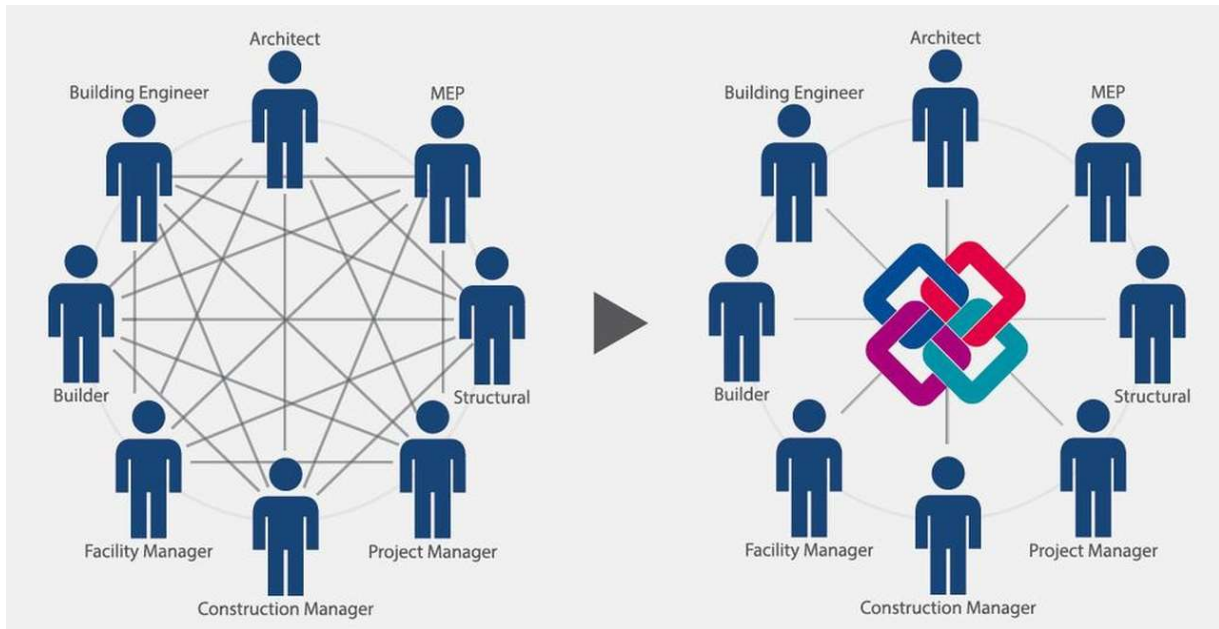 Architect
Building Engineer
MEP
Builder
Structural
Facility Manager
Project Manager
Construction Manager
Architect
Building Engineer
MEP
Builder
Structural
Facility Manager
Project Manager
Construction Manager